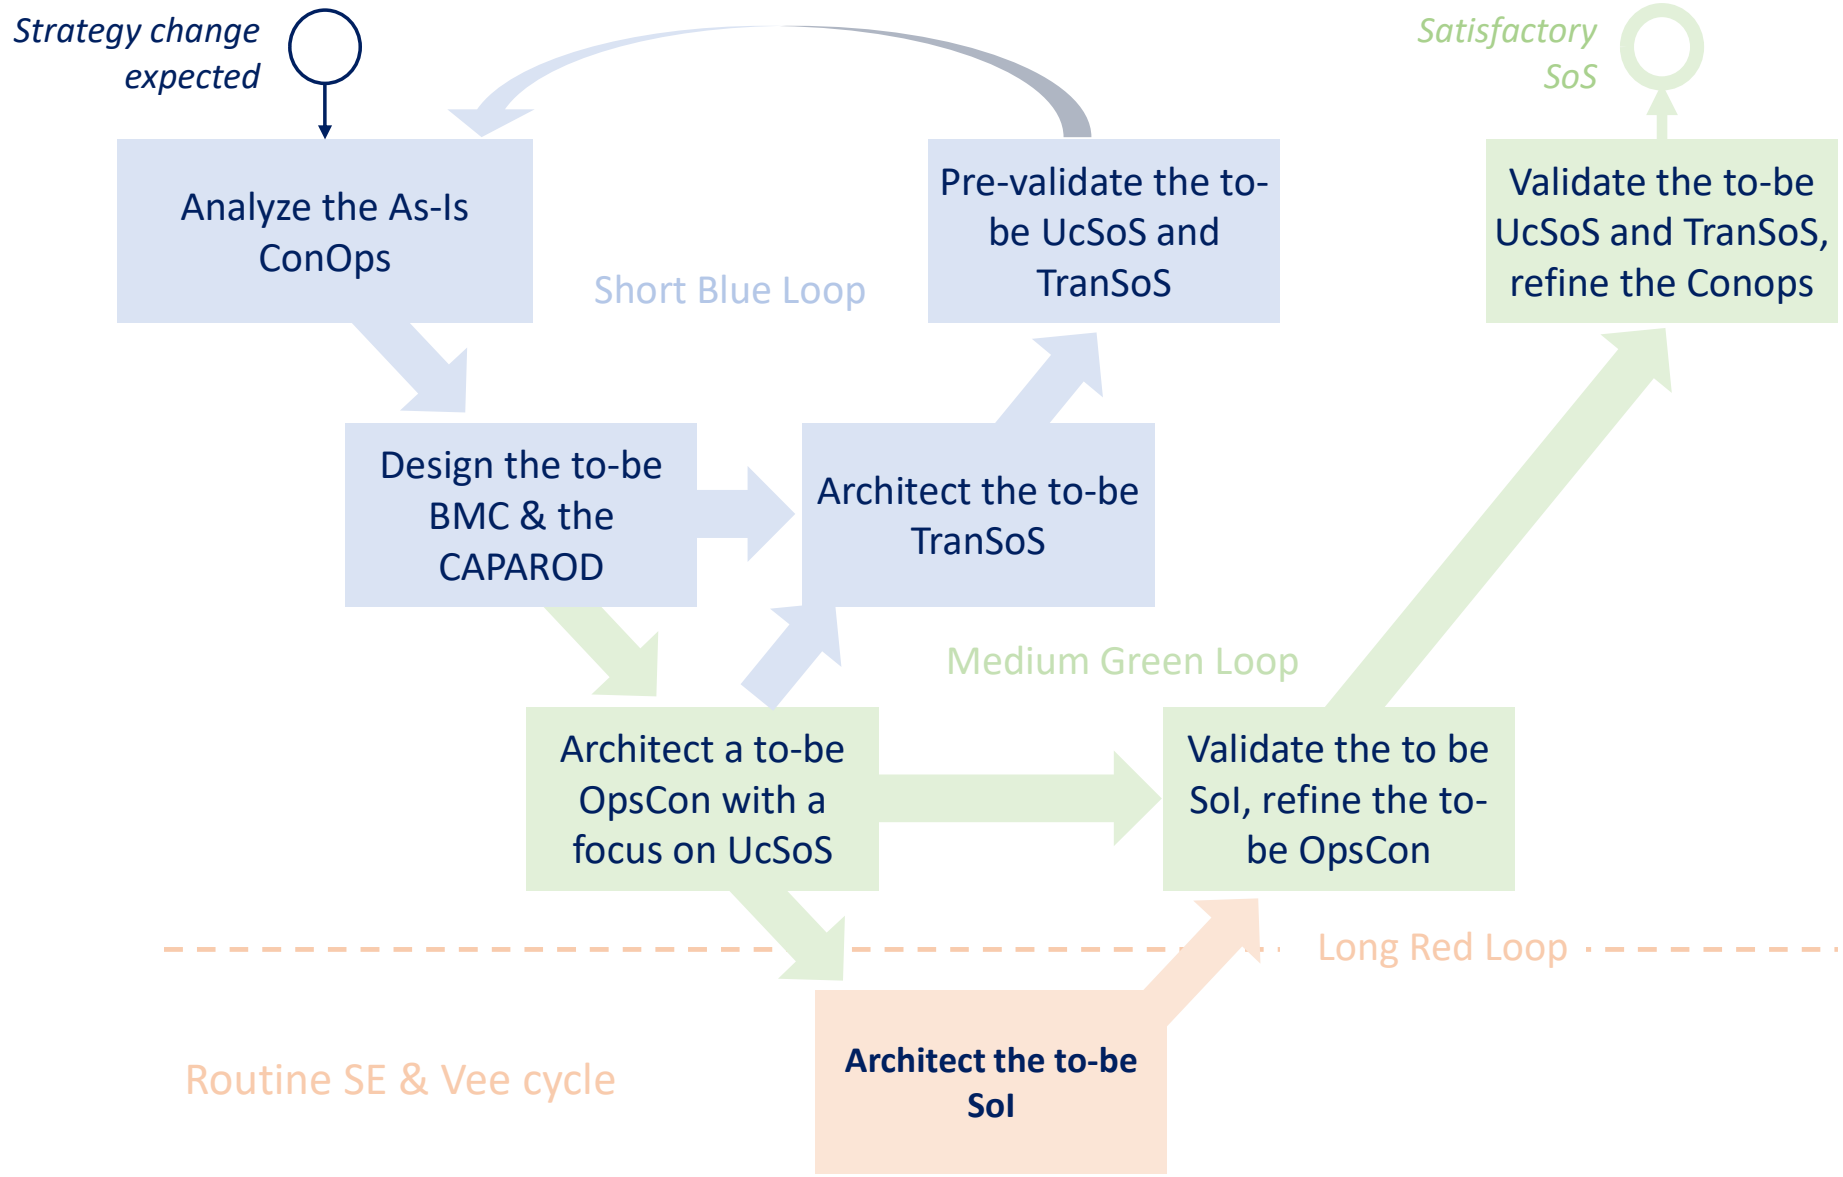 Strategy change
expected
Satisfactory
SoS
Analyze the As-Is
ConOps
Pre-validate the to-
be UcSoS and
TranSoS
Validate the to-be
UcSoS and TranSoS,
refine the Conops
Short Blue Loop
Design the to-be
BMC & the
CAPAROD
Architect the to-be
TranSoS
Medium Green Loop
Architect a to-be
OpsCon with a
focus on UcSoS
Validate the to be
SoI, refine the to-
be OpsCon
Long Red Loop
Routine SE & Vee cycle
Architect the to-be
SoI